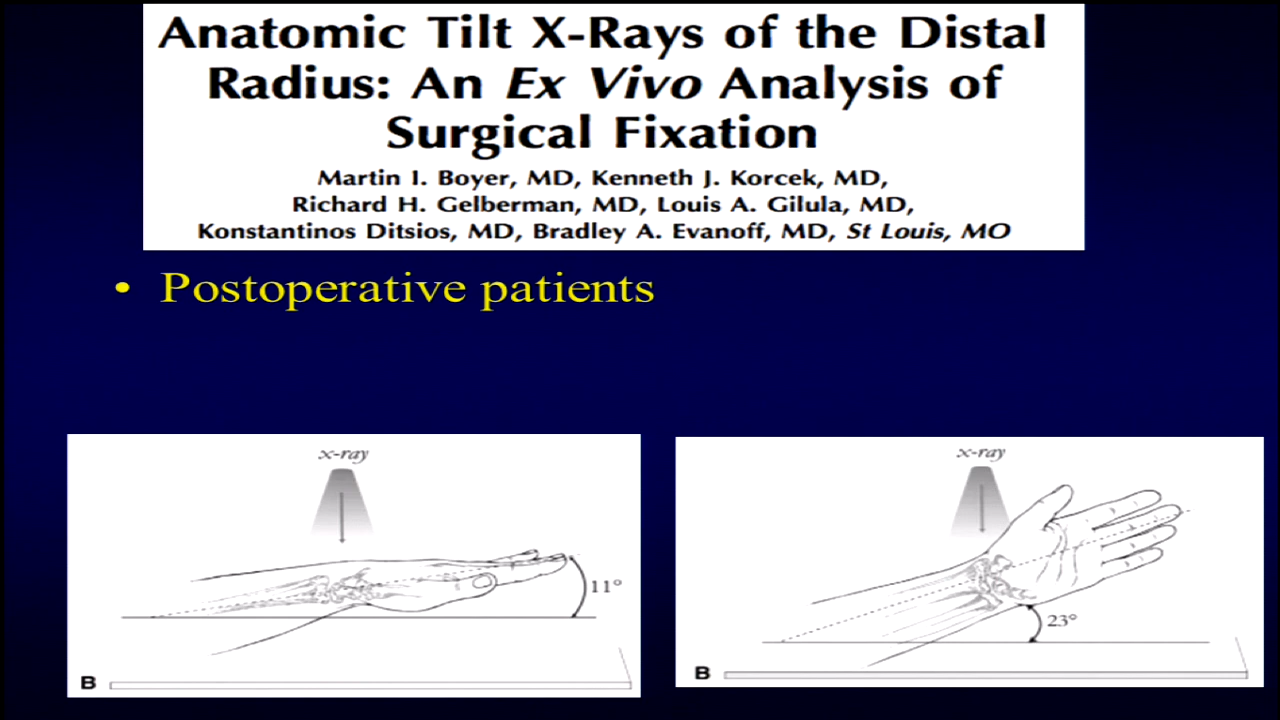 Anatomic Tilt X-Rays of the Distal
Radius: An Ex Vivo Analysis of
Surgical Fixation
Martin I. Boyer, MD, Kenneth J. Korcek, MD,
Richard H. Gelberman, MD, Louis A. Gilula, MD,
Konstantinos Ditsios, MD, Bradley A. Evanoff, MD, St Louis, MO
• Postoperative patients
x-ray
11°
B
x-ray
23°
B